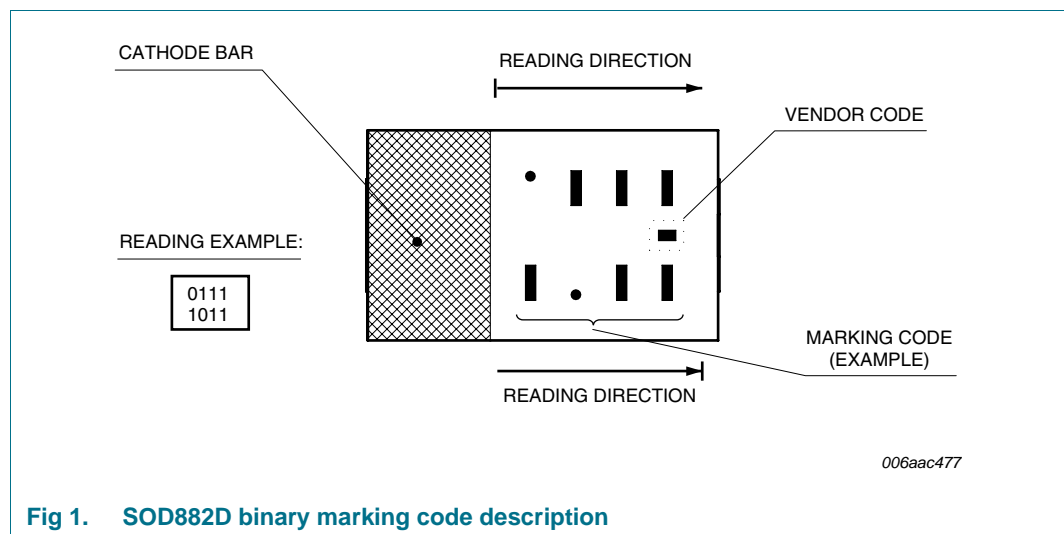 CATHODE BAR
READING DIRECTION
VENDOR CODE
READING EXAMPLE:
0111
1011
MARKING CODE
(EXAMPLE)
READING DIRECTION
006aac477
Fig 1. SOD882D binary marking code description